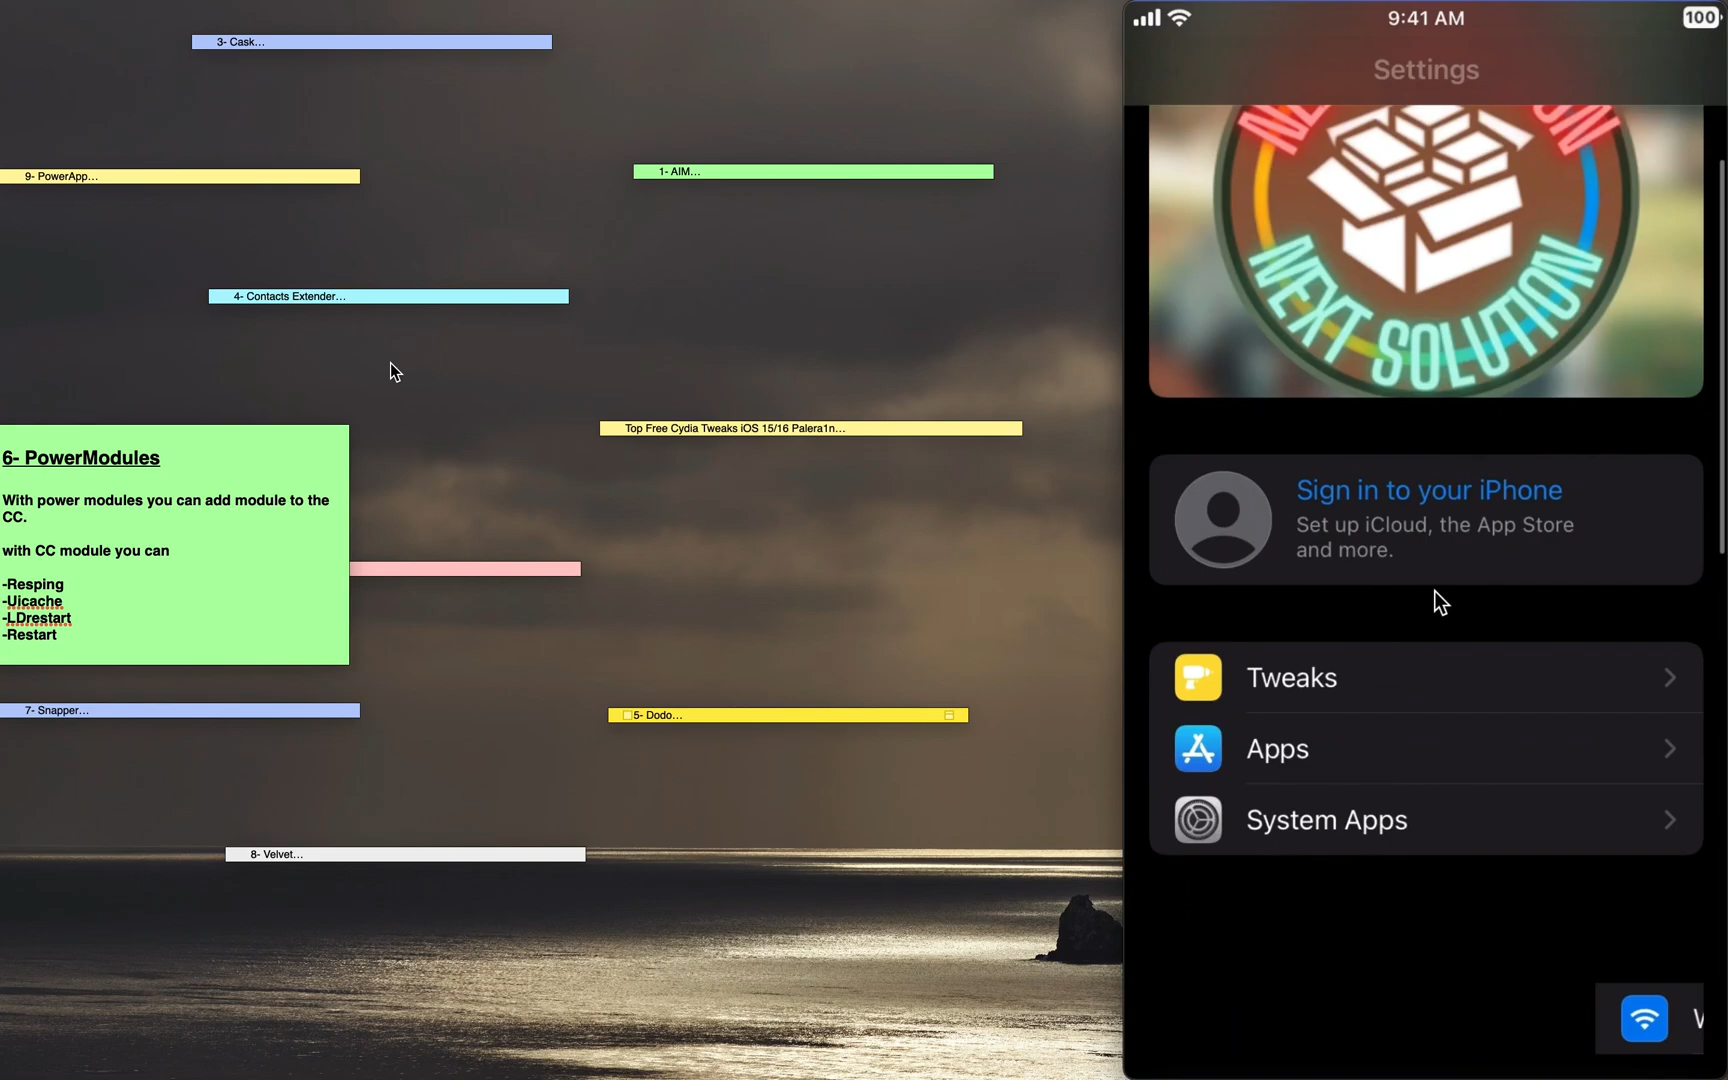 3- Cask…
9- PowerApp…
1- AIM…
4- Contacts Extender…
Top Free Cydia Tweaks iOS 15/16 Palera1n…
6- PowerModules
With power modules you can add module to the
CC.
with CC module you can
-Resping
-Uicache
-LDrestart
-Restart
7- Snapper…
5- Dodo…
8- Velvet…
9:41 AM
100
Settings
NEXT SOLUTION
Sign in to your iPhone
Set up iCloud, the App Store
and more.
Tweaks
Apps
System Apps